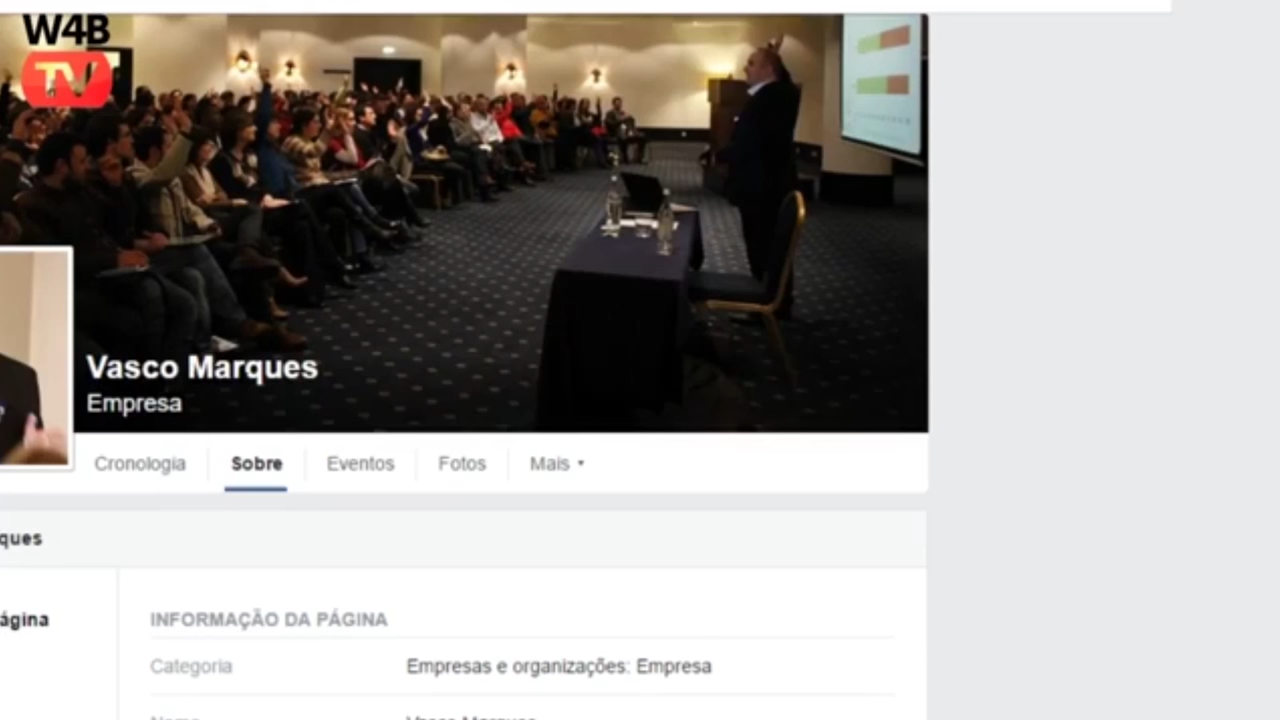 W4B
TV
Vasco Marques
Empresa
Cronologia Sobre Eventos Fotos Mais
ques
ágina
INFORMAÇÃO DA PÁGINA
Categoria Empresas e organizações: Empresa